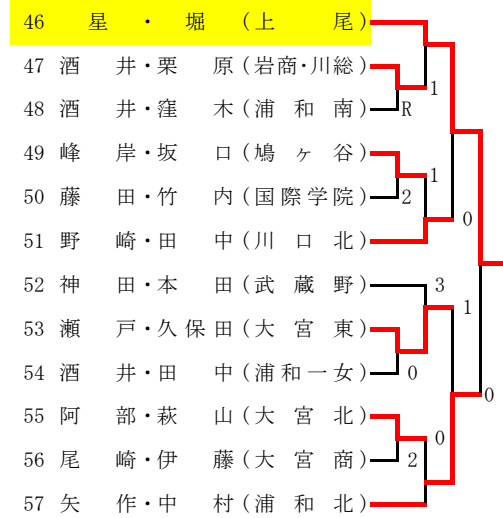 46 星・堀(上尾)
47 酒井・栗原(岩商・川総)
1
48 酒井・窪木(浦和南) R
49 峰岸・坂口(鳩ヶ谷)
1
50 藤田・竹内(国際学院) 2
0
51 野崎・田中(川口北)
52 神田・本田(武蔵野) 3
1
53 瀬戸・久保田(大宮東)
54 酒井・田中(浦和一女) 0
0
55 阿部・萩山(大宮北)
0
56 尾崎・伊藤(大宮商) 2
57 矢作・中村(浦和北)